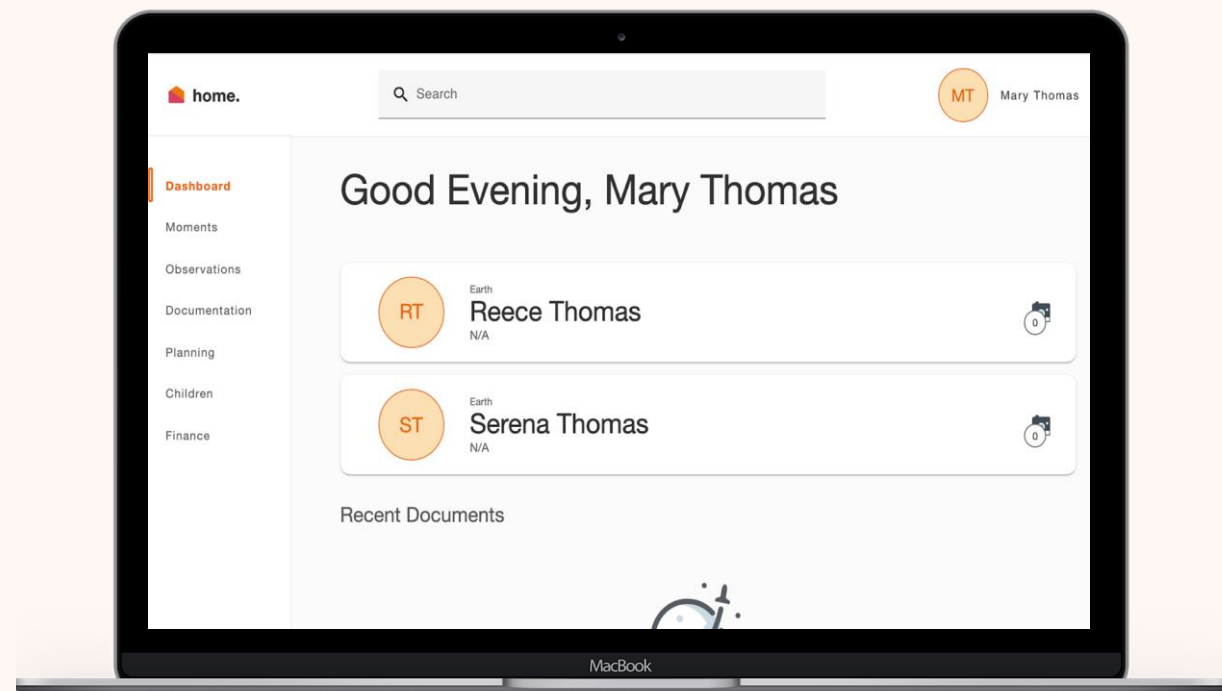 home.
Search
MT Mary Thomas
Dashboard
Moments
Observations
Documentation
Planning
Children
Finance
Good Evening, Mary Thomas
RT
Earth
Reece Thomas
N/A
0
ST
Earth
Serena Thomas
N/A
0
Recent Documents
MacBook